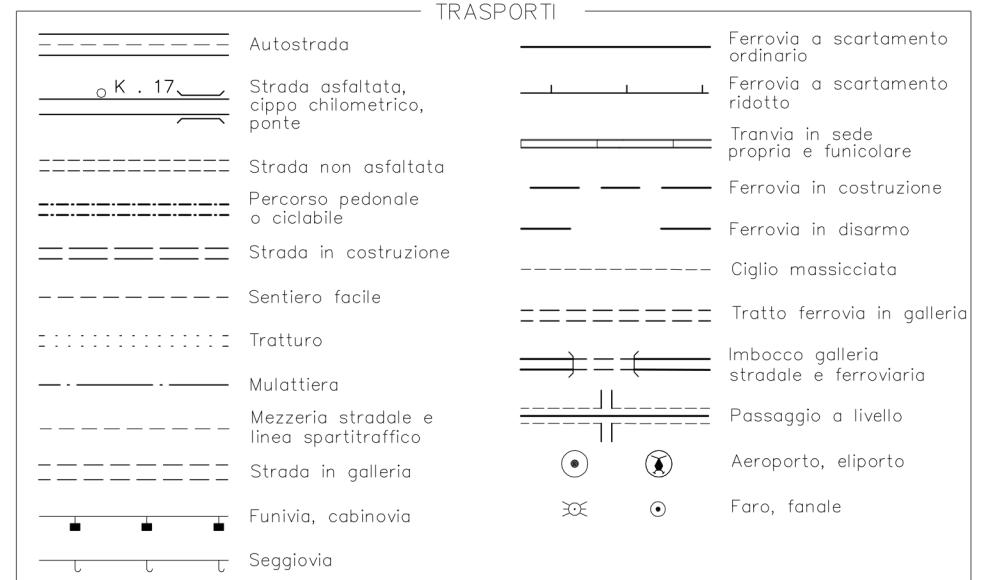 TRASPORTI
Autostrada
K . 17
Strada asfaltata,
cippo chilometrico,
ponte
Strada non asfaltata
Percorso pedonale
o ciclabile
Strada in costruzione
Sentiero facile
Tratturo
Mulattiera
Mezzeria stradale e
linea spartitraffico
Strada in galleria
Funivia, cabinovia
Seggiovia
Ferrovia a scartamento
ordinario
Ferrovia a scartamento
ridotto
Tranvia in sede
propria e funicolare
Ferrovia in costruzione
Ferrovia in disarmo
Ciglio massicciata
Tratto ferrovia in galleria
Imbocco galleria
stradale e ferroviaria
Passaggio a livello
Aeroporto, eliporto
Faro, fanale